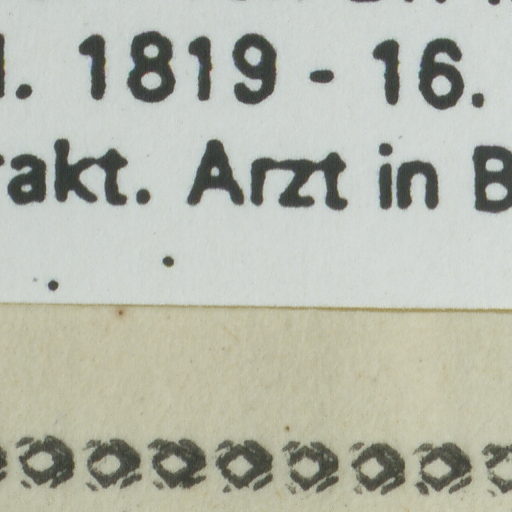 . 1819 - 16.
rakt. Arzt in B